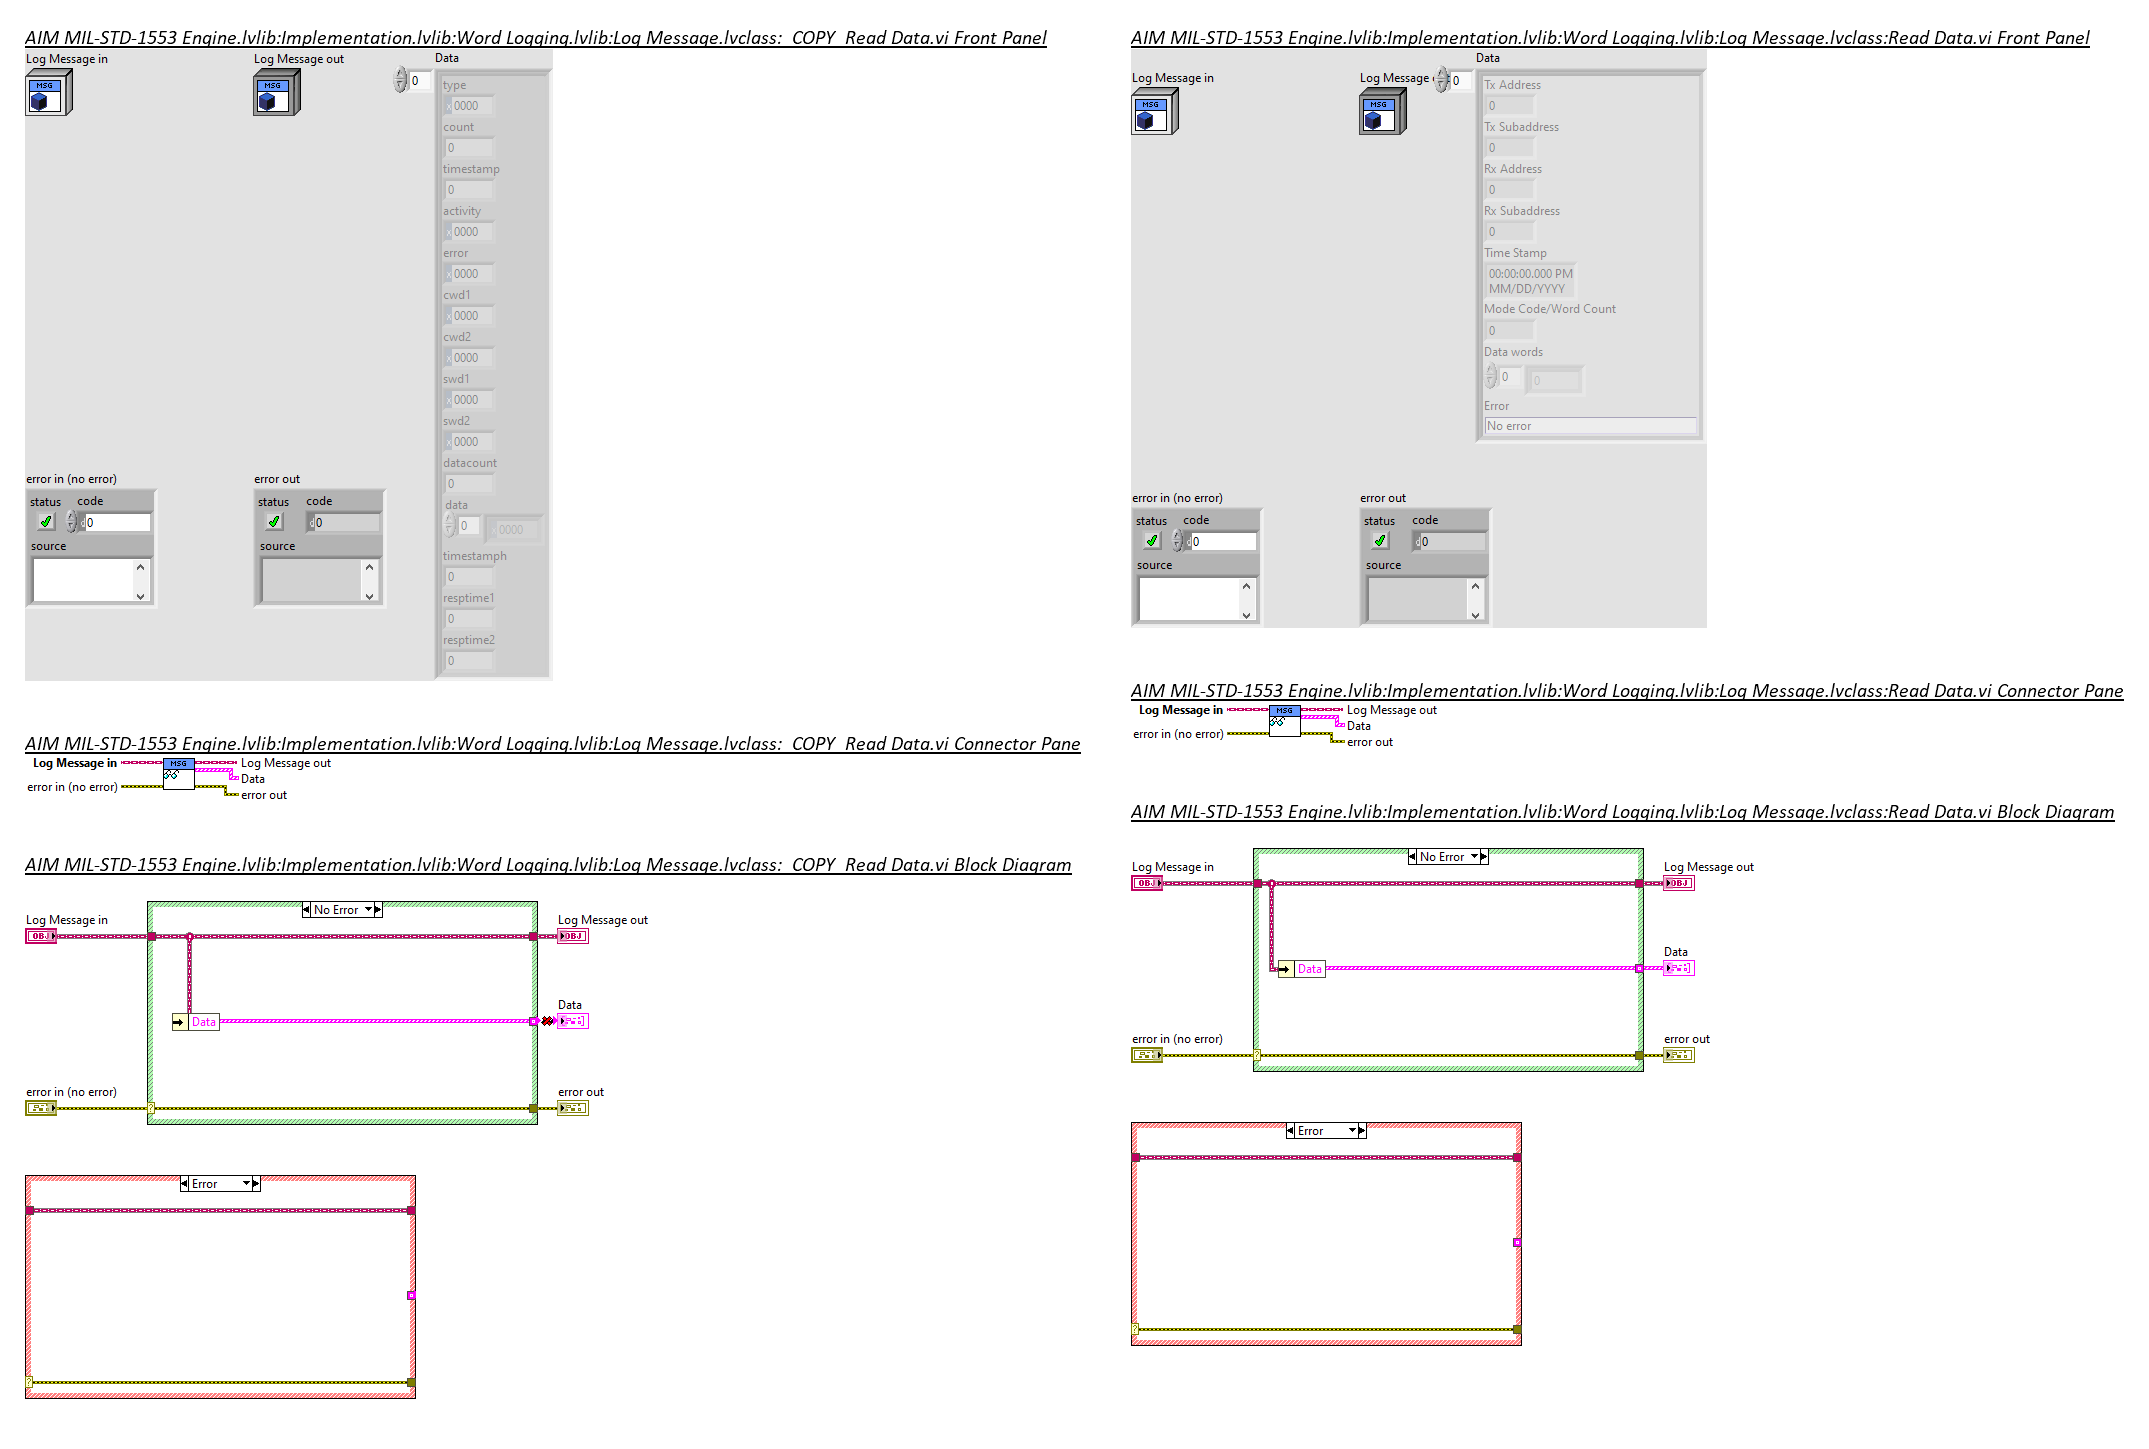 AIM MIL-STD-1553 Engine.lvlib:Implementation.lvlib:Word Logging.lvlib:Log Message.lvclass:  COPY  Read Data.vi Front Panel
Log Message in
Log Message out
Data
MSG
MSG
0
type
x 0000
count
0
timestamp
0
activity
x 0000
error
x 0000
cwd1
x 0000
cwd2
x 0000
swd1
x 0000
swd2
x 0000
datacount
0
data
0
x 0000
timestamph
0
resptime1
0
resptime2
0
error in (no error)
status
code
d 0
source
error out
status
code
d 0
source
AIM MIL-STD-1553 Engine.lvlib:Implementation.lvlib:Word Logging.lvlib:Log Message.lvclass:  COPY  Read Data.vi Connector Pane
Log Message in
MSG
Log Message out
Data
error in (no error)
error out
AIM MIL-STD-1553 Engine.lvlib:Implementation.lvlib:Word Logging.lvlib:Log Message.lvclass:  COPY  Read Data.vi Block Diagram
No Error
Log Message in
OBJ
Log Message out
OBJ
Data
Data
error in (no error)
?
error out
Error
?
AIM MIL-STD-1553 Engine.lvlib:Implementation.lvlib:Word Logging.lvlib:Log Message.lvclass:Read Data.vi Front Panel
Data
Log Message in
Log Message
MSG
MSG
0
Tx Address
0
Tx Subaddress
0
Rx Address
0
Rx Subaddress
0
Time Stamp
00:00:00.000 PM
MM/DD/YYYY
Mode Code/Word Count
0
Data words
0
0
Error
No error
error in (no error)
status
code
d 0
source
error out
status
code
d 0
source
AIM MIL-STD-1553 Engine.lvlib:Implementation.lvlib:Word Logging.lvlib:Log Message.lvclass:Read Data.vi Connector Pane
Log Message in
MSG
Log Message out
Data
error in (no error)
error out
AIM MIL-STD-1553 Engine.lvlib:Implementation.lvlib:Word Logging.lvlib:Log Message.lvclass:Read Data.vi Block Diagram
No Error
Log Message in
OBJ
Log Message out
OBJ
Data
Data
error in (no error)
?
error out
Error
?